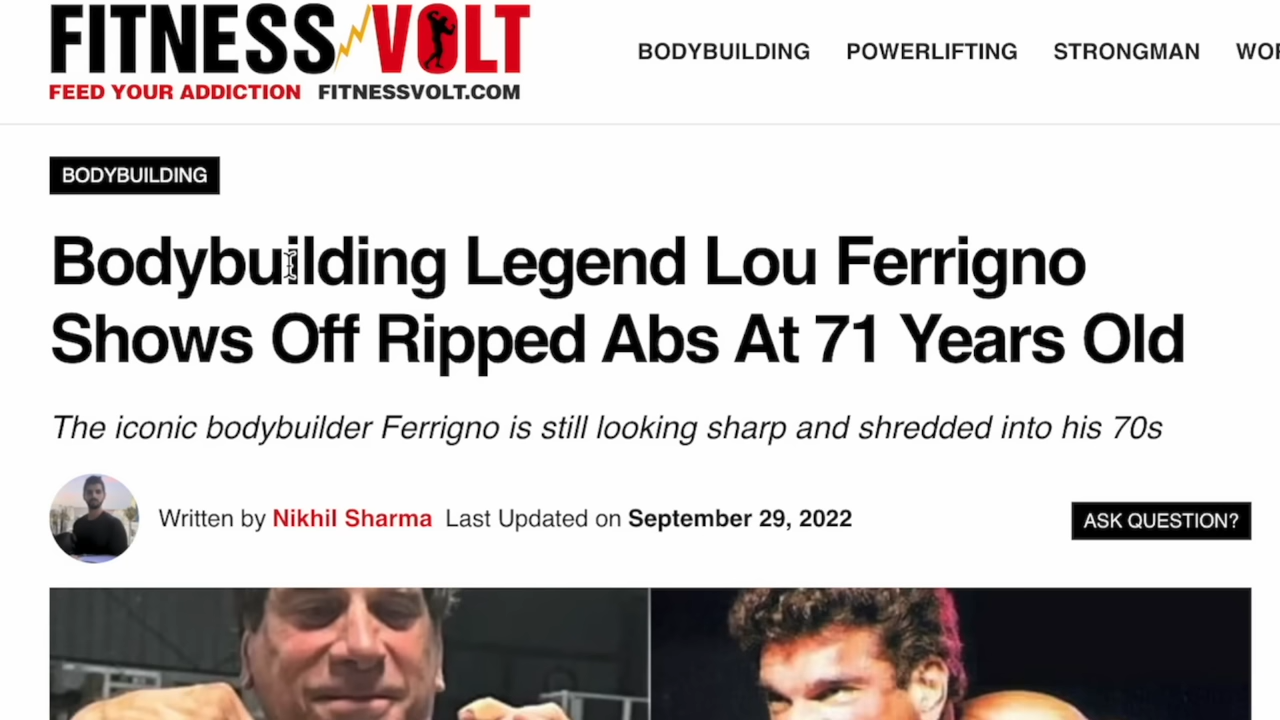 FITNESS VOLT
FEED YOUR ADDICTION FITNESSVOLT.COM
BODYBUILDING POWERLIFTING STRONGMAN WOR
BODYBUILDING
Bodybuilding Legend Lou Ferrigno
Shows Off Ripped Abs At 71 Years Old
The iconic bodybuilder Ferrigno is still looking sharp and shredded into his 70s
Written by Nikhil Sharma Last Updated on September 29, 2022
ASK QUESTION?